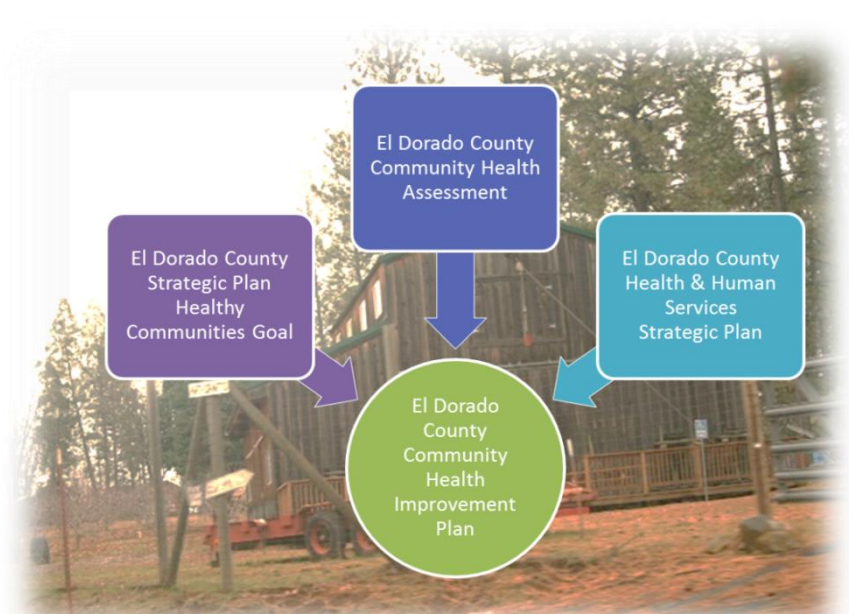 El Dorado County
Community Health
Assessment
El Dorado County
Strategic Plan
Healthy
Communities Goal
El Dorado County
Health & Human
Services
Strategic Plan
El Dorado
County
Community
Health
Improvement
Plan